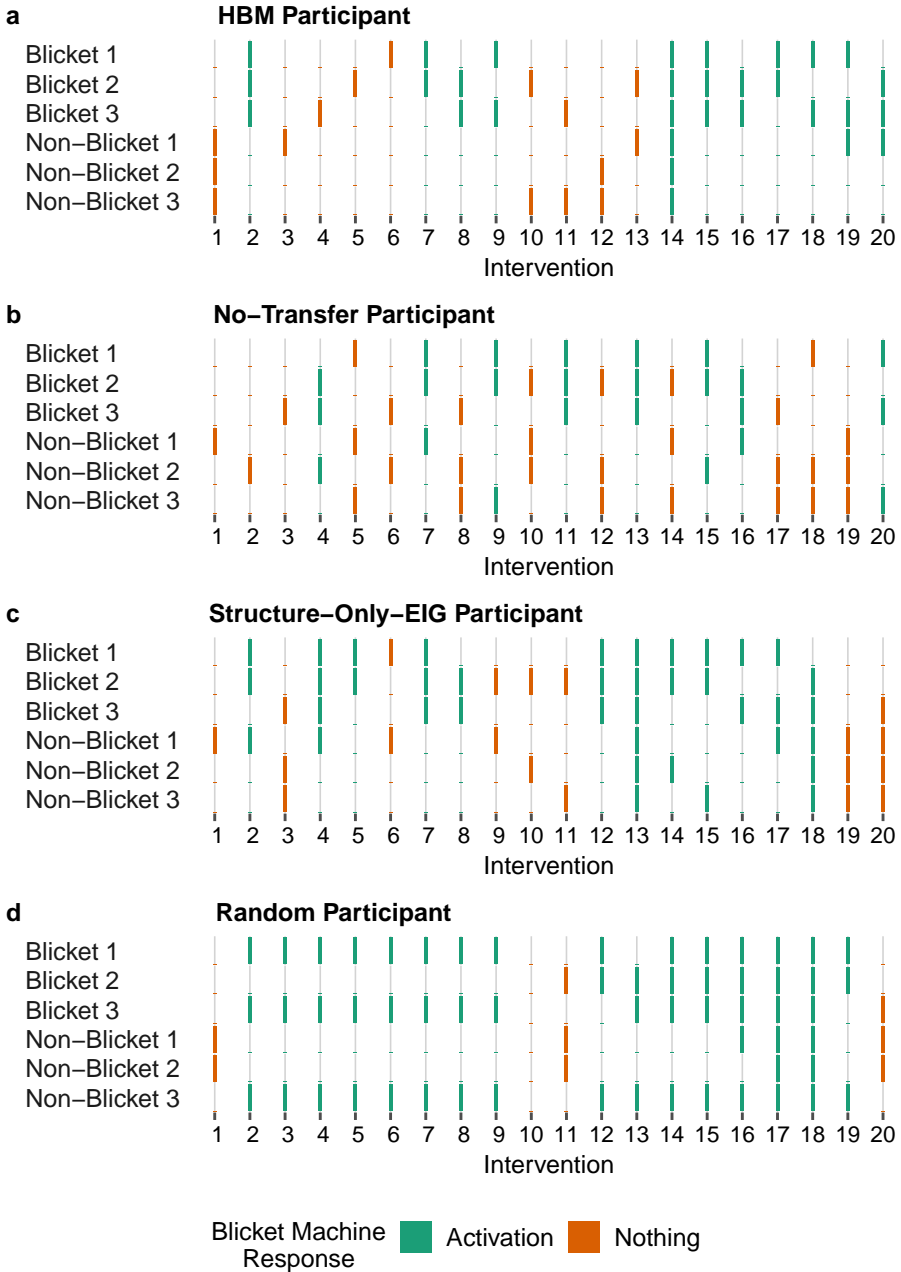 a HBM Participant
Blicket 1
Blicket 2
Blicket 3
Non−Blicket 1
Non−Blicket 2
Non−Blicket 3
1 2 3 4 5 6 7 8 9 10 11 12 13 14 15 16 17 18 19 20
Intervention
b No−Transfer Participant
Blicket 1
Blicket 2
Blicket 3
Non−Blicket 1
Non−Blicket 2
Non−Blicket 3
1 2 3 4 5 6 7 8 9 10 11 12 13 14 15 16 17 18 19 20
Intervention
c Structure−Only−EIG Participant
Blicket 1
Blicket 2
Blicket 3
Non−Blicket 1
Non−Blicket 2
Non−Blicket 3
1 2 3 4 5 6 7 8 9 10 11 12 13 14 15 16 17 18 19 20
Intervention
d Random Participant
Blicket 1
Blicket 2
Blicket 3
Non−Blicket 1
Non−Blicket 2
Non−Blicket 3
1 2 3 4 5 6 7 8 9 10 11 12 13 14 15 16 17 18 19 20
Intervention
Blicket Machine
Response
Activation Nothing